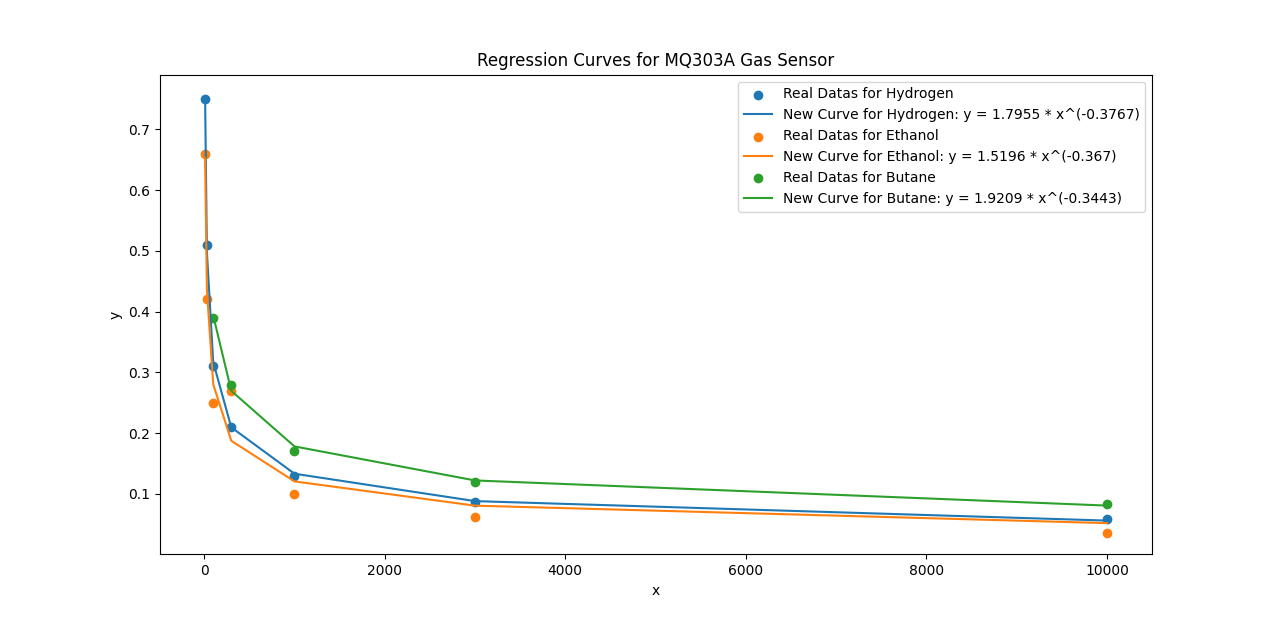 Regression Curves for MQ303A Gas Sensor
Real Datas for Hydrogen
New Curve for Hydrogen: y = 1.7955 * x^(-0.3767)
Real Datas for Ethanol
New Curve for Ethanol: y = 1.5196 * x^(-0.367)
Real Datas for Butane
New Curve for Butane: y = 1.9209 * x^(-0.3443)
0.7
0.6
0.5
0.4
0.3
0.2
0.1
y
0 2000 4000 6000 8000 10000
x